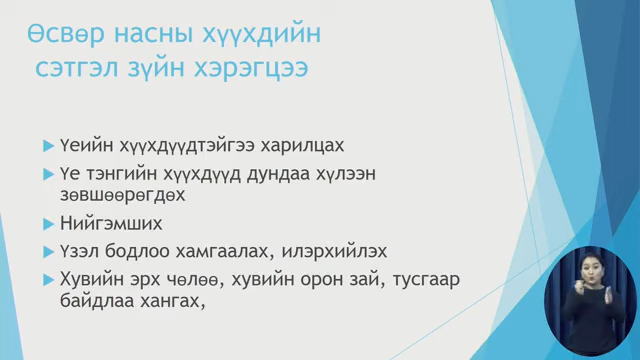 Өсвөр насны хүүхдийн
сэтгэл зүйн хэрэгцээ
Үеийн хүүхдүүдтэйгээ харилцах
Үе тэнгийн хүүхдүүд дундаа хүлээн
зөвшөөрөгдөх
Нийгэмших
Үзэл бодлоо хамгаалах, илэрхийлэх
Хувийн эрх чөлөө, хувийн орон зай, тусгаар
байдлаа хангах,